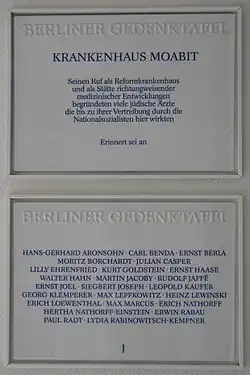 BERLINER GEDENKTAFEL
KRANKENHAUS MOABIT
Seinen Ruf als Reformkrankenhaus
und als Stätte richtungweisender
medizinischer Entwicklungen
begründeten viele jüdische Ärzte
die bis zu ihrer Vertreibung durch die
Nationalsozialisten hier wirkten
Erinnert sei an
BERLINER GEDENKTAFEL
HANS-GERHARD ARONSOHN · CARL BENDA · ERNST BERLA
MORITZ BORCHARDT · JULIAN CASPER
LILLY EHRENFRIED · KURT GOLDSTEIN · ERNST HAASE
WALTER HAHN · MARTIN JACOBY · RUDOLF JAFFÉ
ERNST JOEL · SIEGBERT JOSEPH · LEOPOLD KAUFER
GEORG KLEMPERER · MAX LEFFKOWITZ · HEINZ LEWINSKI
ERICH LOEWENTHAL · MAX MARCUS · ERICH NATHORFF
HERTHA NATHORFF-EINSTEIN · ERWIN RABAU
PAUL RADT · LYDIA RABINOWITSCH-KEMPNER